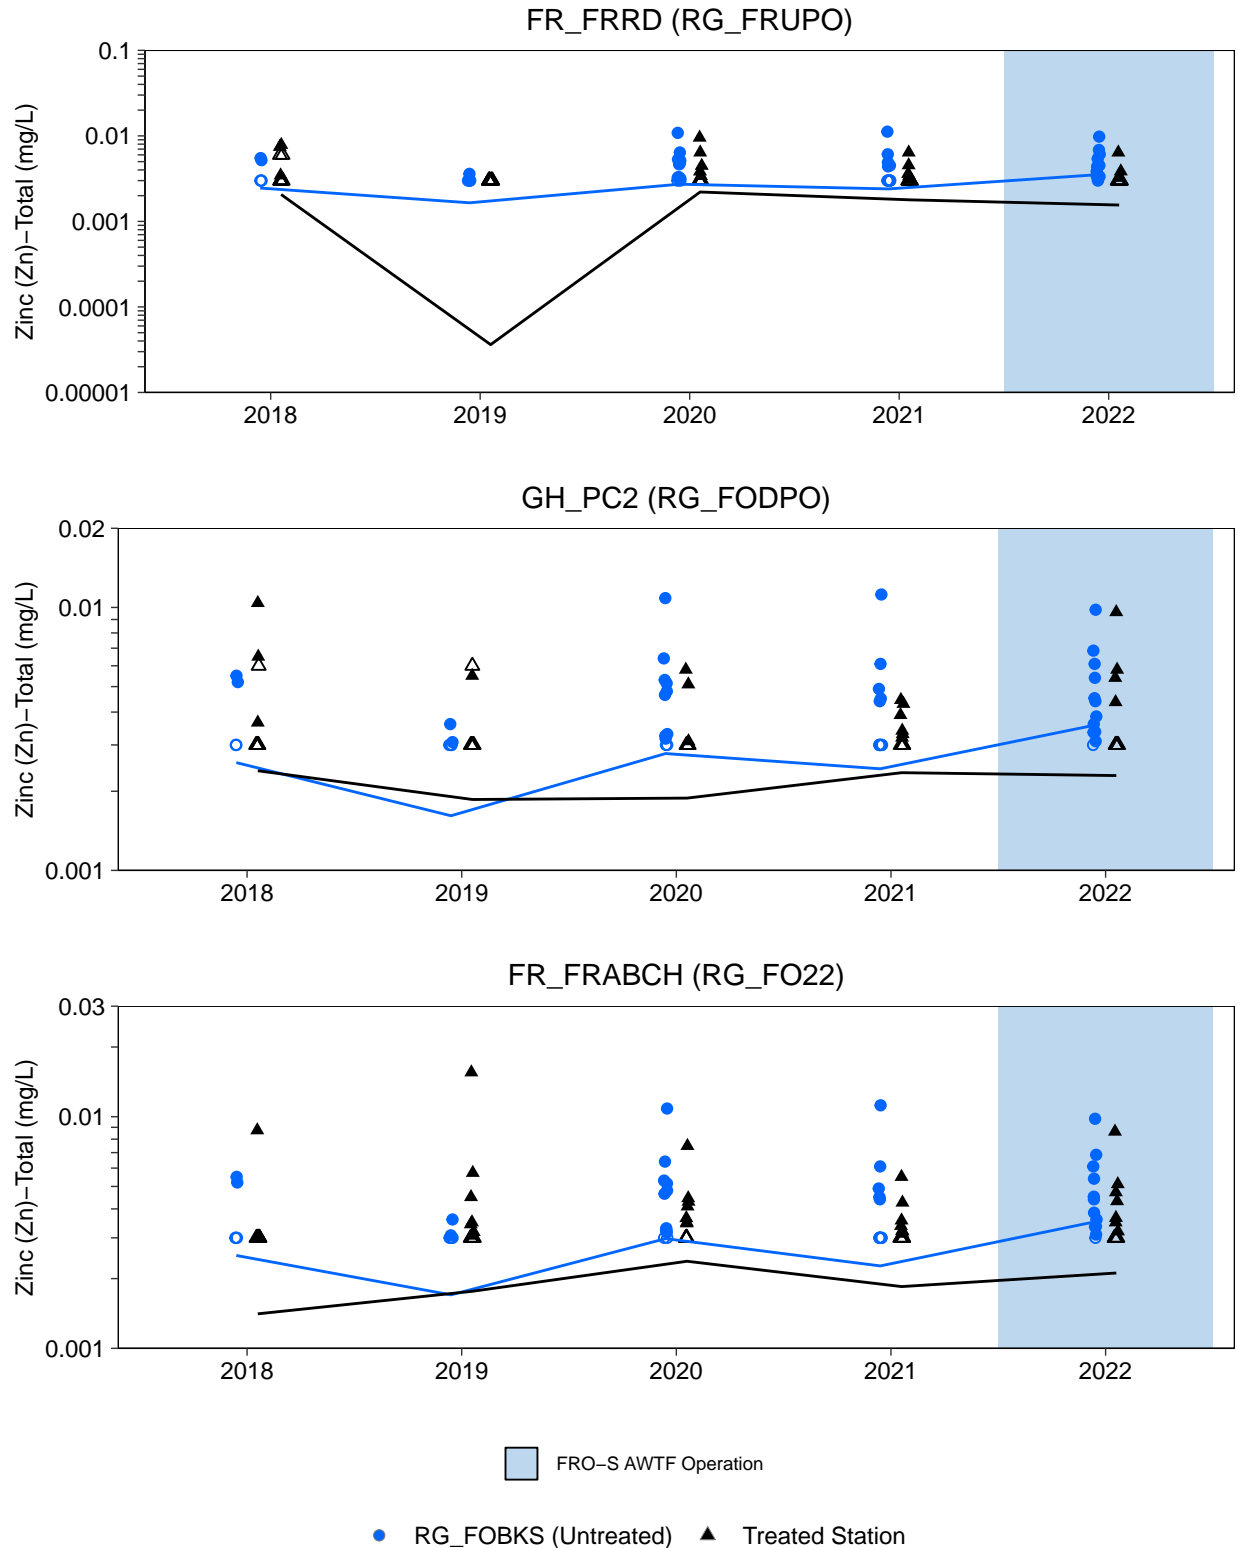 FR_FRRD (RG_FRUPO)
Zinc (Zn)−Total (mg/L)
0.1
0.01
0.001
0.0001
0.00001
2018 2019 2020 2021 2022
GH_PC2 (RG_FODPO)
Zinc (Zn)−Total (mg/L)
0.02
0.01
0.001
2018 2019 2020 2021 2022
FR_FRABCH (RG_FO22)
Zinc (Zn)−Total (mg/L)
0.03
0.01
0.001
2018 2019 2020 2021 2022
FRO−S AWTF Operation
RG_FOBKS (Untreated) Treated Station